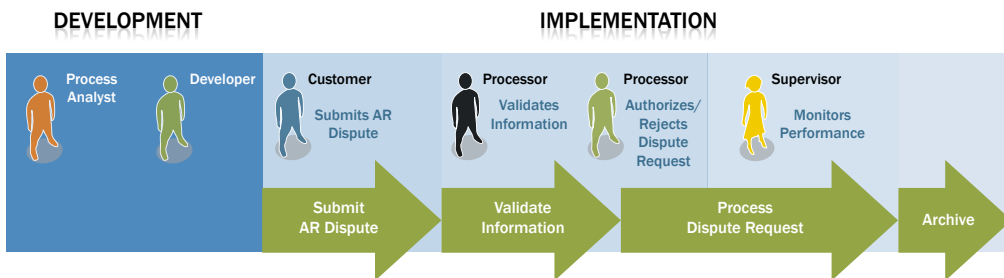 DEVELOPMENT
IMPLEMENTATION
Process
Analyst
Developer
Customer
Submits AR
Dispute
Processor
Validates
Information
Processor
Authorizes/
Rejects
Dispute
Request
Supervisor
Monitors
Performance
Submit
AR Dispute
Validate
Information
Process
Dispute Request
Archive